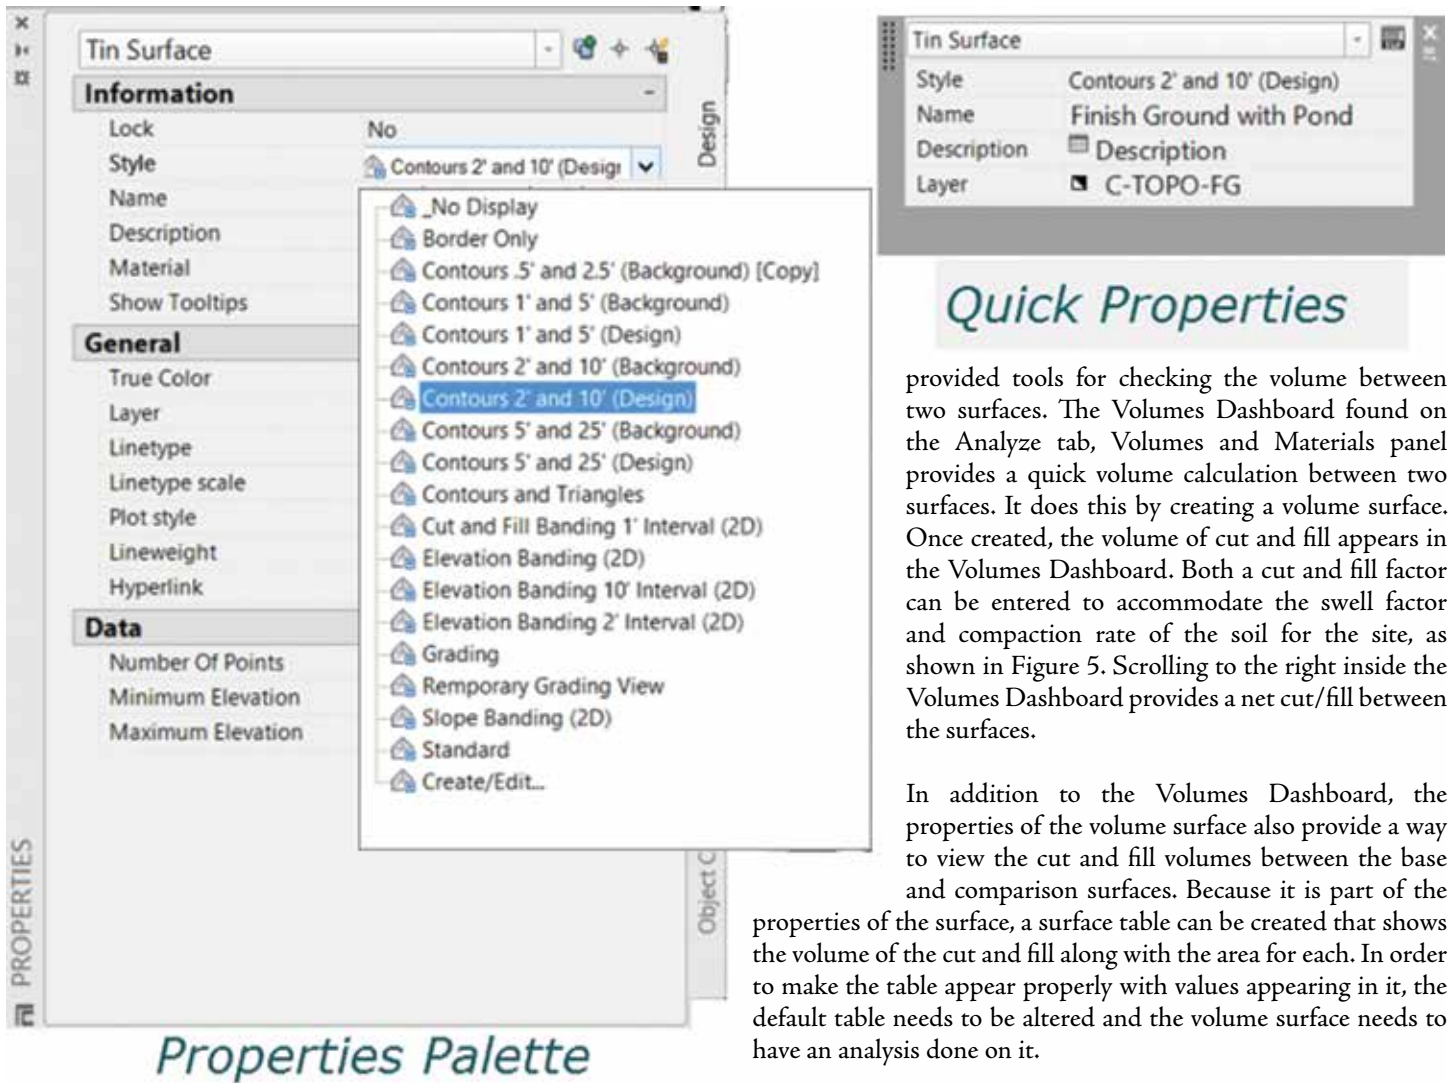 Tin Surface
Information
Lock No
Style Contours 2' and 10' (Desigr
Name
Description
Material
Show Tooltips
General
True Color
Layer
Linetype
Linetype scale
Plot style
Lineweight
Hyperlink
Data
Number Of Points
Minimum Elevation
Maximum Elevation
_No Display
Border Only
Contours .5' and 2.5' (Background) [Copy]
Contours 1' and 5' (Background)
Contours 1' and 5' (Design)
Contours 2' and 10' (Background)
Contours 2' and 10' (Design)
Contours 5' and 25' (Background)
Contours 5' and 25' (Design)
Contours and Triangles
Cut and Fill Banding 1' Interval (2D)
Elevation Banding (2D)
Elevation Banding 10' Interval (2D)
Elevation Banding 2' Interval (2D)
Grading
Remporary Grading View
Slope Banding (2D)
Standard
Create/Edit...
Design
Object C
PROPERTIES
Properties Palette
Tin Surface
Style Contours 2' and 10' (Design)
Name Finish Ground with Pond
Description Description
Layer C-TOPO-FG
Quick Properties
provided tools for checking the volume between
two surfaces. The Volumes Dashboard found on
the Analyze tab, Volumes and Materials panel
provides a quick volume calculation between two
surfaces. It does this by creating a volume surface.
Once created, the volume of cut and fill appears in
the Volumes Dashboard. Both a cut and fill factor
can be entered to accommodate the swell factor
and compaction rate of the soil for the site, as
shown in Figure 5. Scrolling to the right inside the
Volumes Dashboard provides a net cut/fill between
the surfaces.
In addition to the Volumes Dashboard, the
properties of the volume surface also provide a way
to view the cut and fill volumes between the base
and comparison surfaces. Because it is part of the
properties of the surface, a surface table can be created that shows
the volume of the cut and fill along with the area for each. In order
to make the table appear properly with values appearing in it, the
default table needs to be altered and the volume surface needs to
have an analysis done on it.